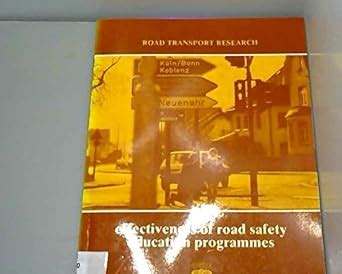 ROAD TRANSPORT RESEARCH
Köln/Bonn
Koblenz
Neuenahr
effectiveness of road safety
education programmes